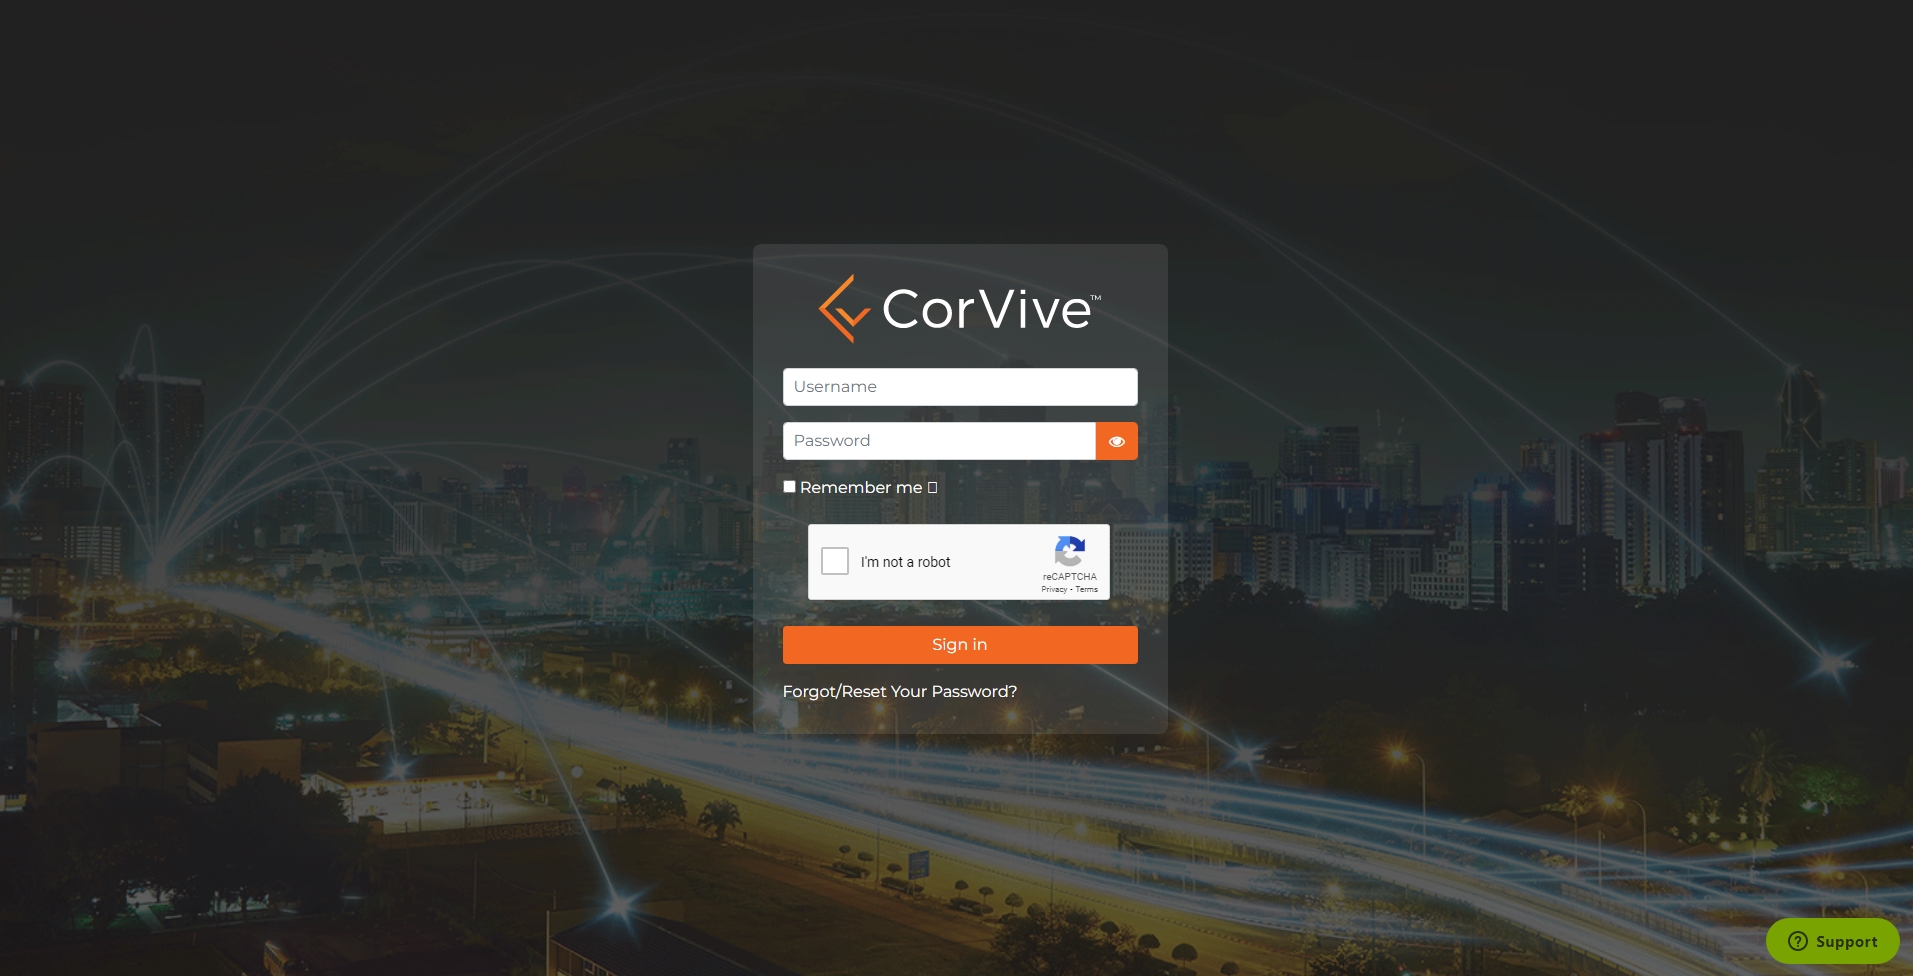 CorVive™
Username
Password
Remember me
I'm not a robot
reCAPTCHA
Privacy - Terms
Sign in
Forgot/Reset Your Password?
Support